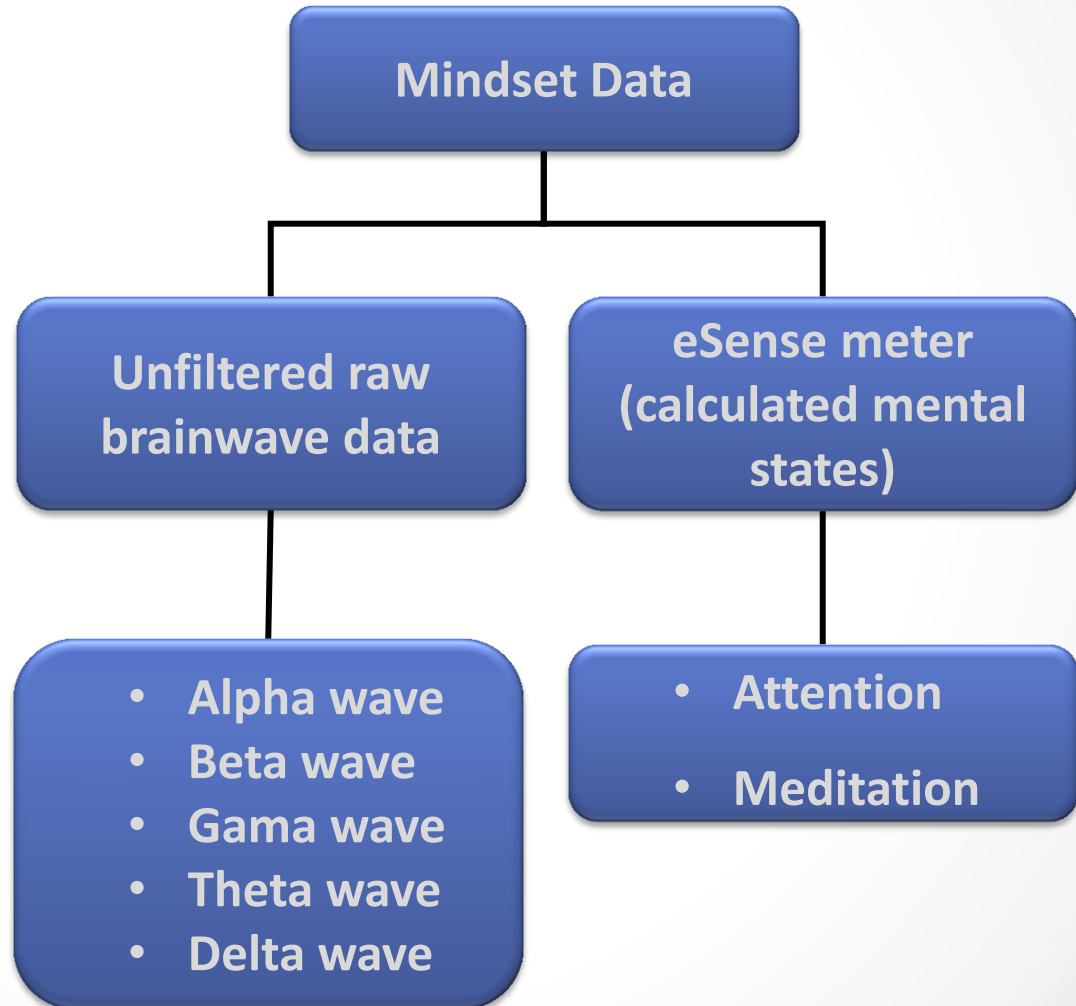 Mindset Data
Unfiltered raw
brainwave data
eSense meter
(calculated mental
states)
• Alpha wave
• Beta wave
• Gama wave
• Theta wave
• Delta wave
• Attention
• Meditation